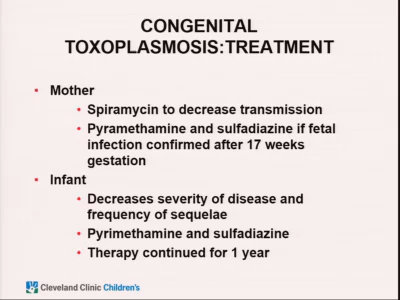 CONGENITAL
TOXOPLASMOSIS:TREATMENT
• Mother
• Spiramycin to decrease transmission
• Pyramethamine and sulfadiazine if fetal
infection confirmed after 17 weeks
gestation
• Infant
• Decreases severity of disease and
frequency of sequelae
• Pyrimethamine and sulfadiazine
• Therapy continued for 1 year
Cleveland Clinic Children's